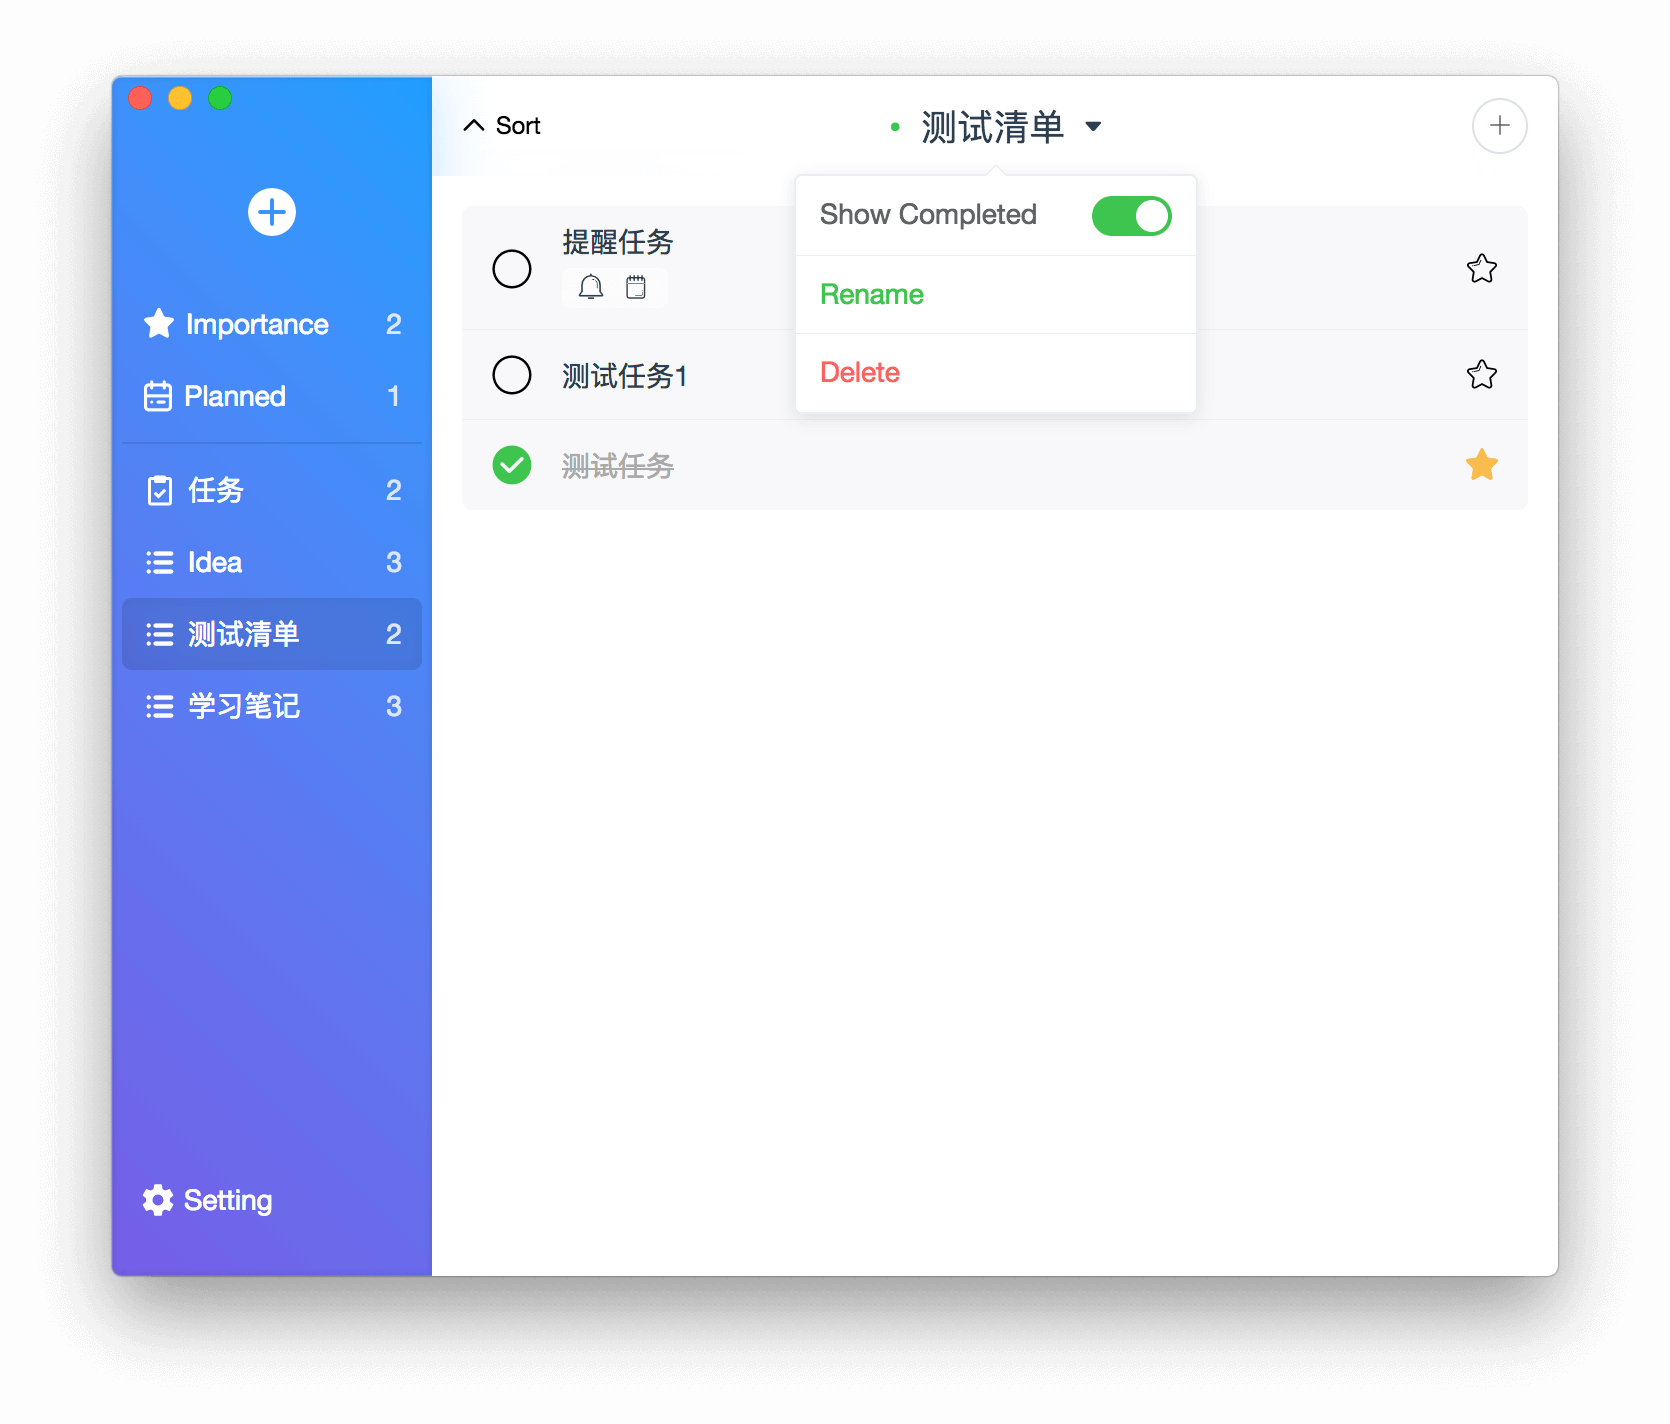 Importance 2
Planned 1
任务 2
Idea 3
测试清单 2
学习笔记 3
Setting
Sort
测试清单
Show Completed
Rename
Delete
提醒任务
测试任务1
测试任务